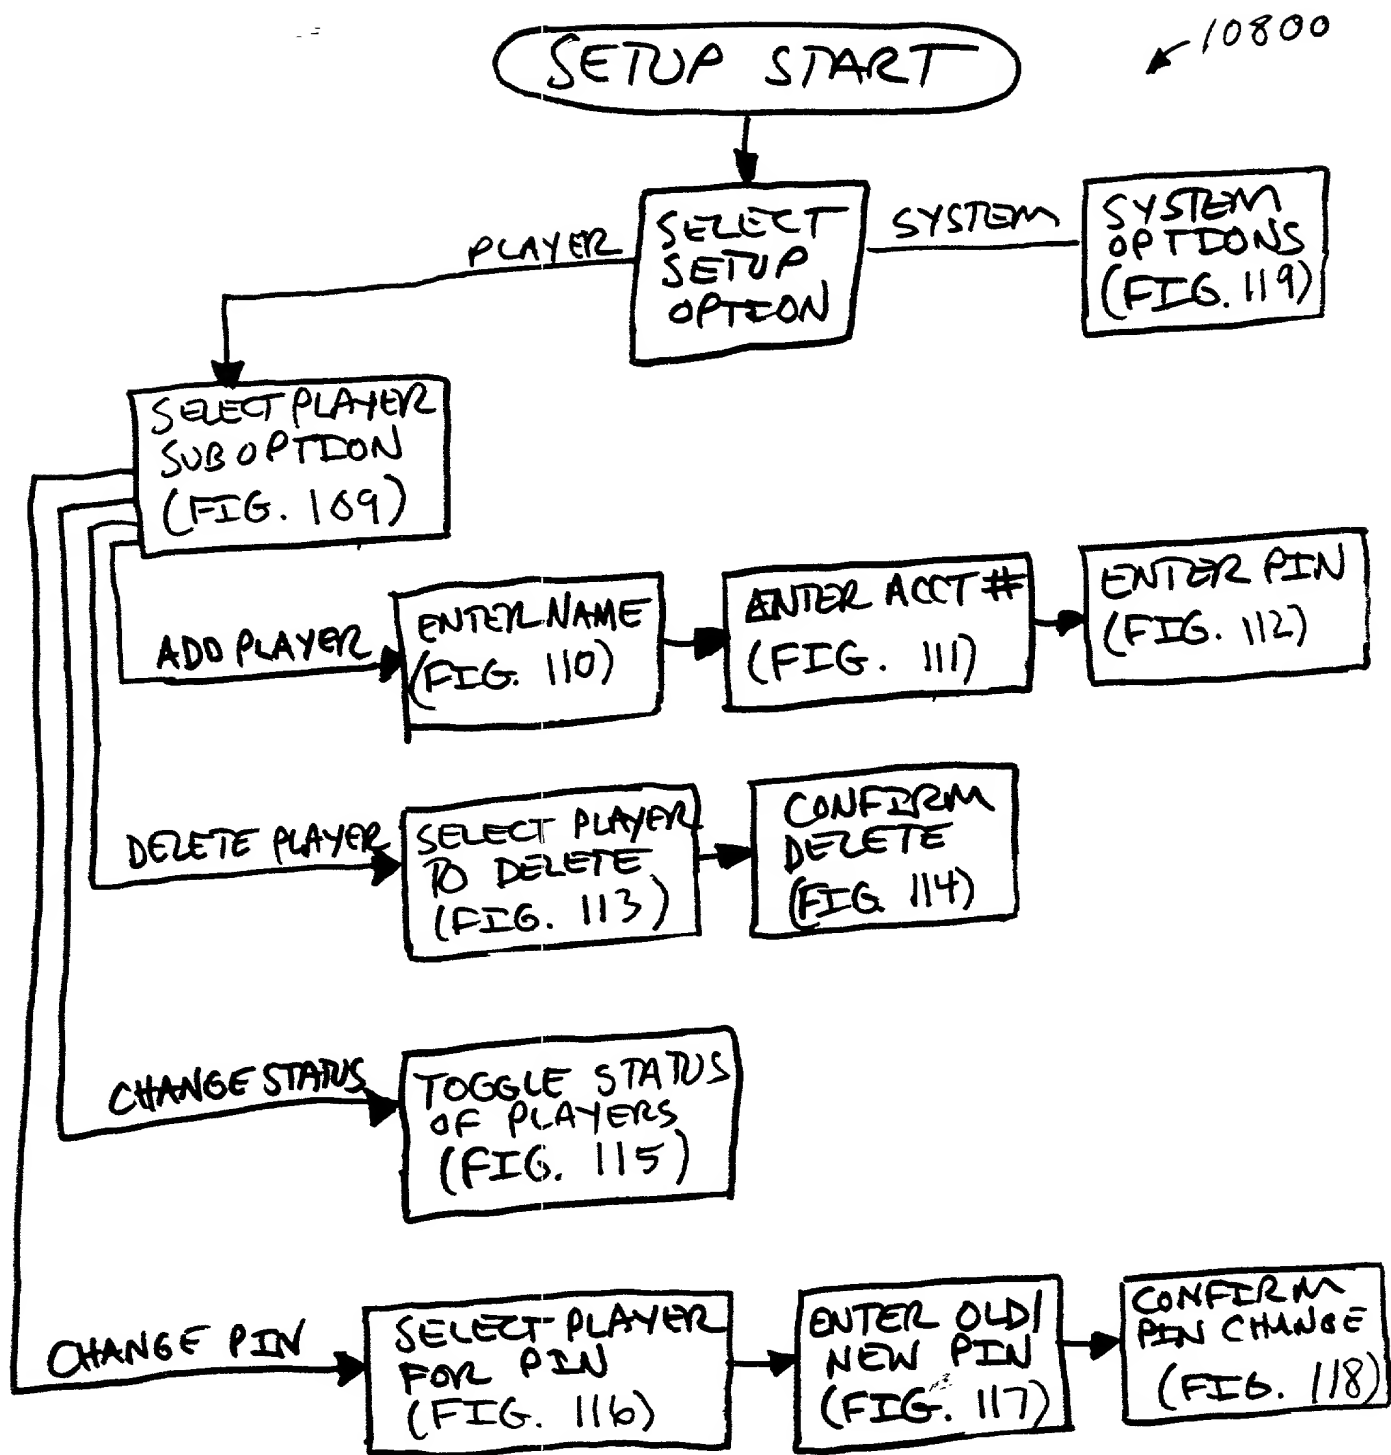 10800
SETUP START
SELECT
SETUP
OPTION
PLAYER
SYSTEM
SYSTEM
OPTIONS
(FIG. 119)
SELECT PLAYER
SUBOPTION
(FIG. 109)
ADD PLAYER
ENTER NAME
(FIG. 110)
ENTER ACCT #
(FIG. 111)
ENTER PIN
(FIG. 112)
DELETE PLAYER
SELECT PLAYER
TO DELETE
(FIG. 113)
CONFIRM
DELETE
(FIG. 114)
CHANGE STATUS
TOGGLE STATUS
OF PLAYERS
(FIG. 115)
CHANGE PIN
SELECT PLAYER
FOR PIN
(FIG. 116)
ENTER OLD/
NEW PIN
(FIG. 117)
CONFIRM
PIN CHANGE
(FIG. 118)